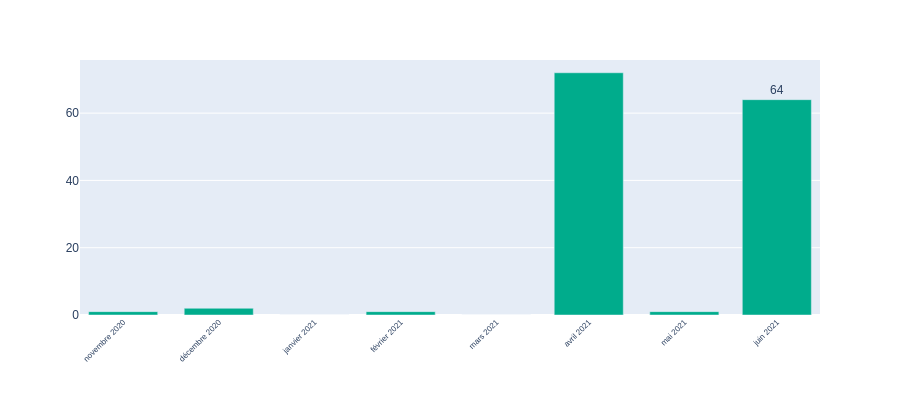 64
60
40
20
0
novembre 2020
décembre 2020
janvier 2021
février 2021
mars 2021
avril 2021
mai 2021
juin 2021